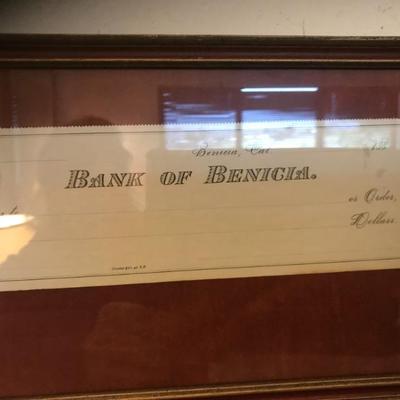 Benicia, Cal.
BANK OF BENICIA.
or Order,
Dollars.